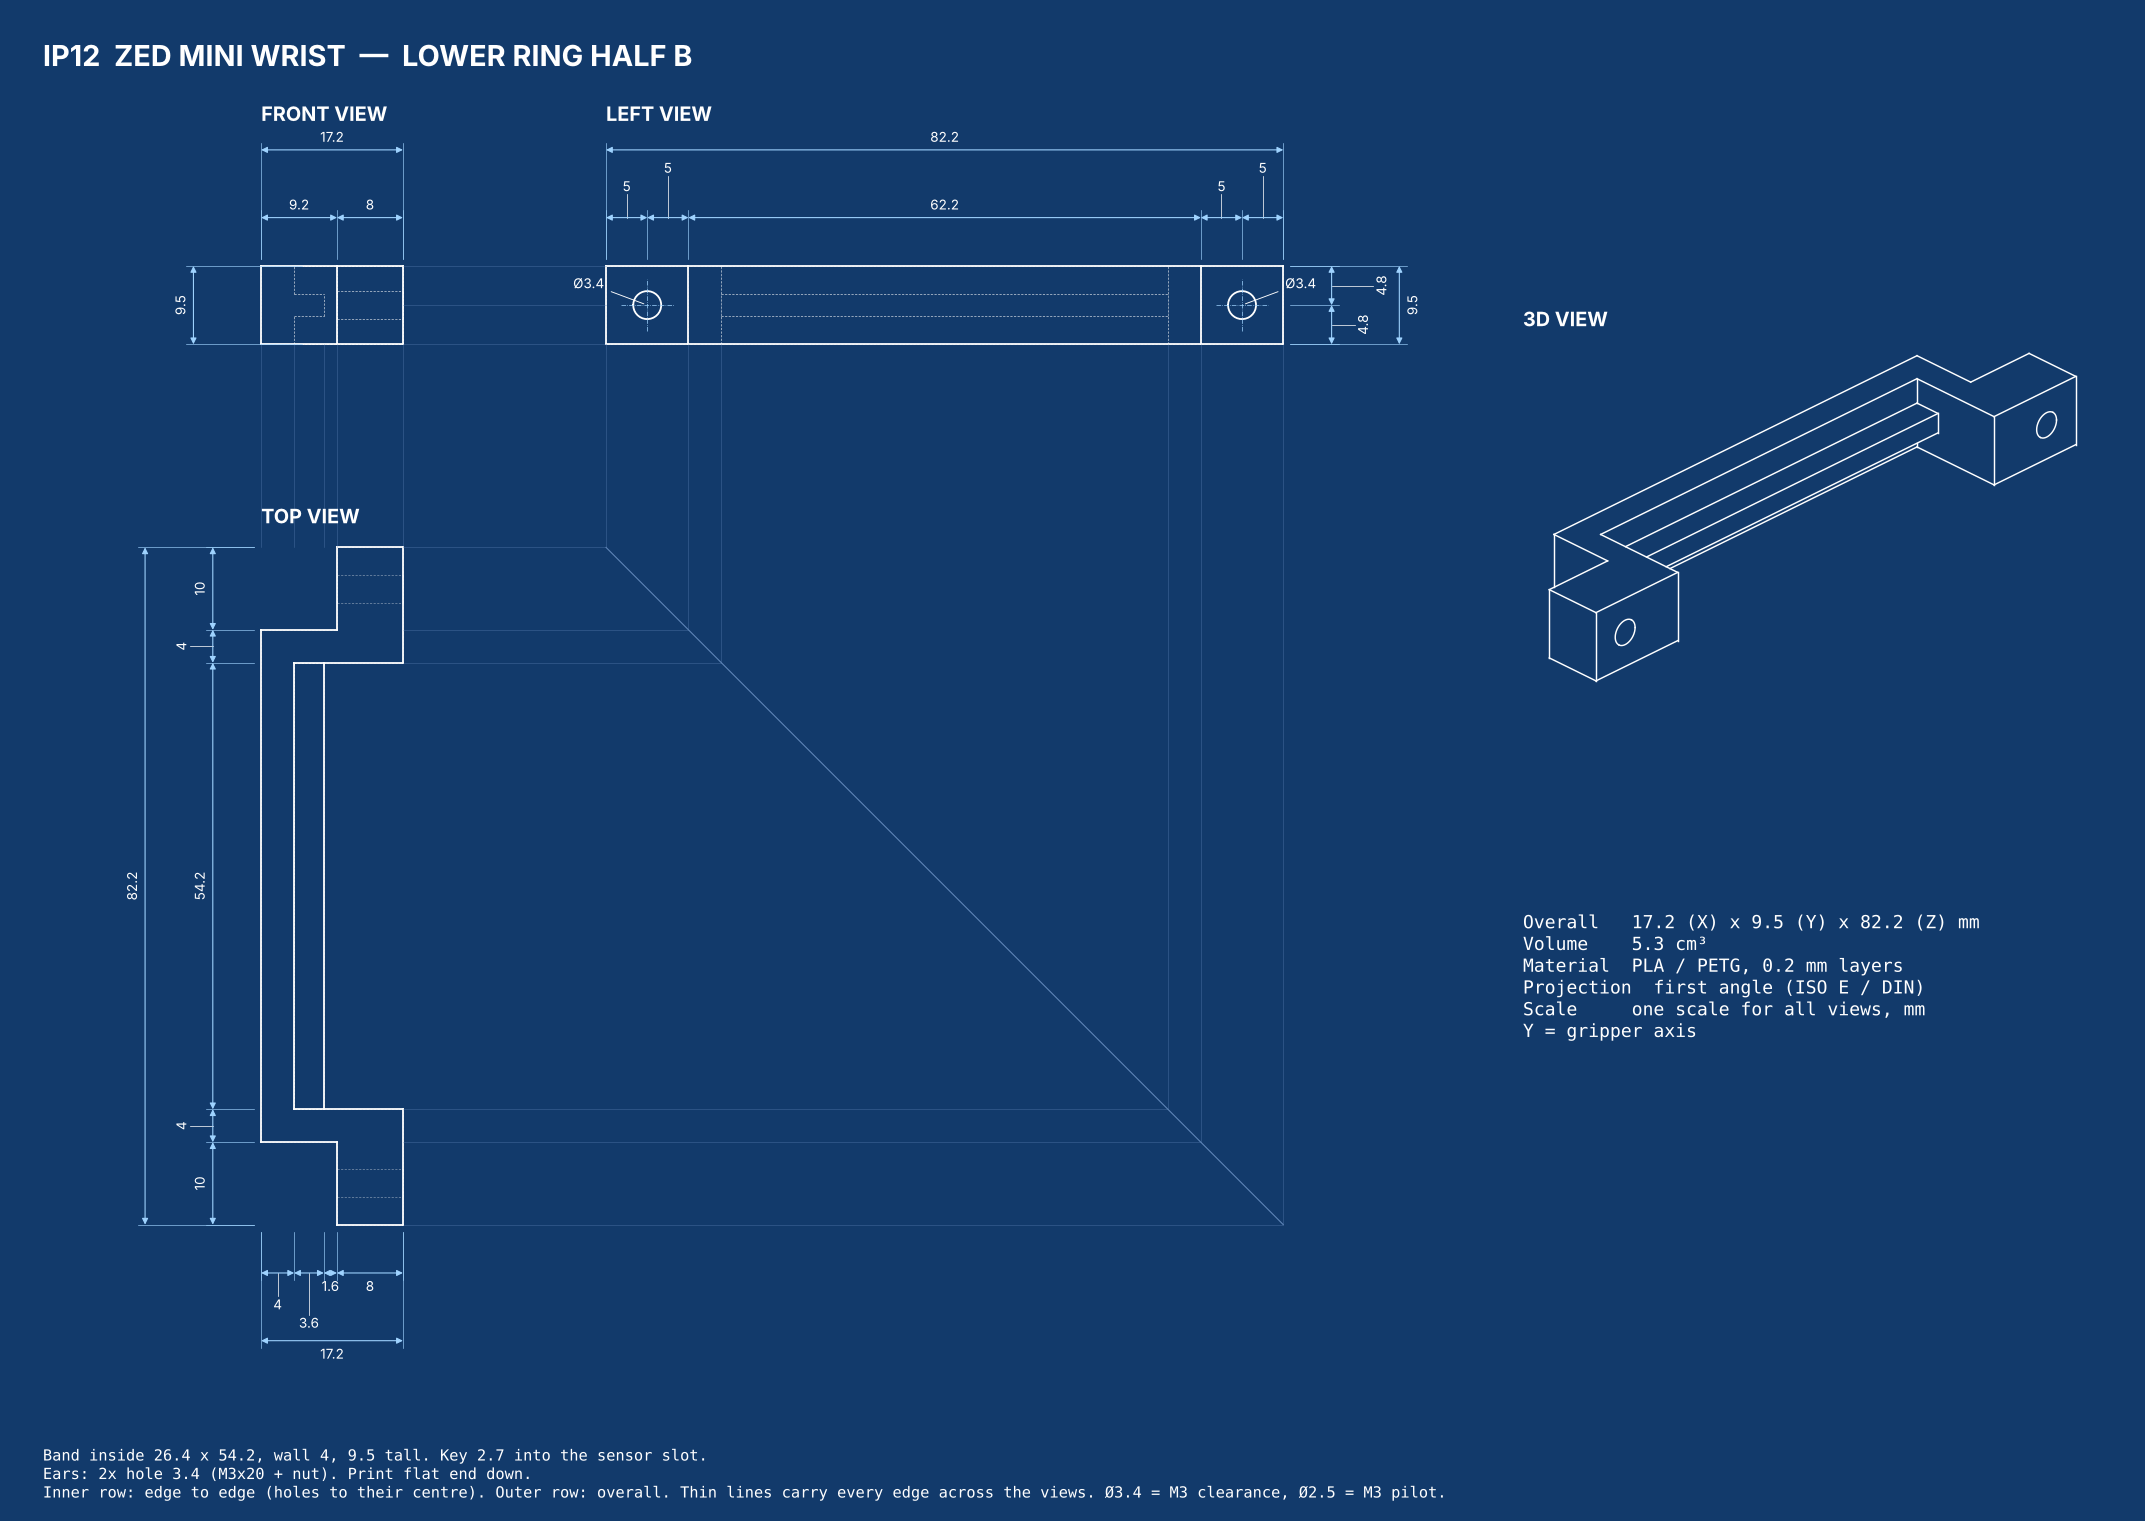 IP12 ZED MINI WRIST — LOWER RING HALF B
FRONT VIEW
LEFT VIEW
17.2
82.2
5
5
5
5
9.2
8
62.2
9.5
Ø3.4
Ø3.4
4.8
4.8
9.5
3D VIEW
TOP VIEW
10
4
82.2
54.2
4
10
1.6
8
4
3.6
17.2
Overall 17.2 (X) x 9.5 (Y) x 82.2 (Z) mm
Volume 5.3 cm³
Material PLA / PETG, 0.2 mm layers
Projection first angle (ISO E / DIN)
Scale one scale for all views, mm
Y = gripper axis
Band inside 26.4 x 54.2, wall 4, 9.5 tall. Key 2.7 into the sensor slot.
Ears: 2x hole 3.4 (M3x20 + nut). Print flat end down.
Inner row: edge to edge (holes to their centre). Outer row: overall. Thin lines carry every edge across the views. Ø3.4 = M3 clearance, Ø2.5 = M3 pilot.